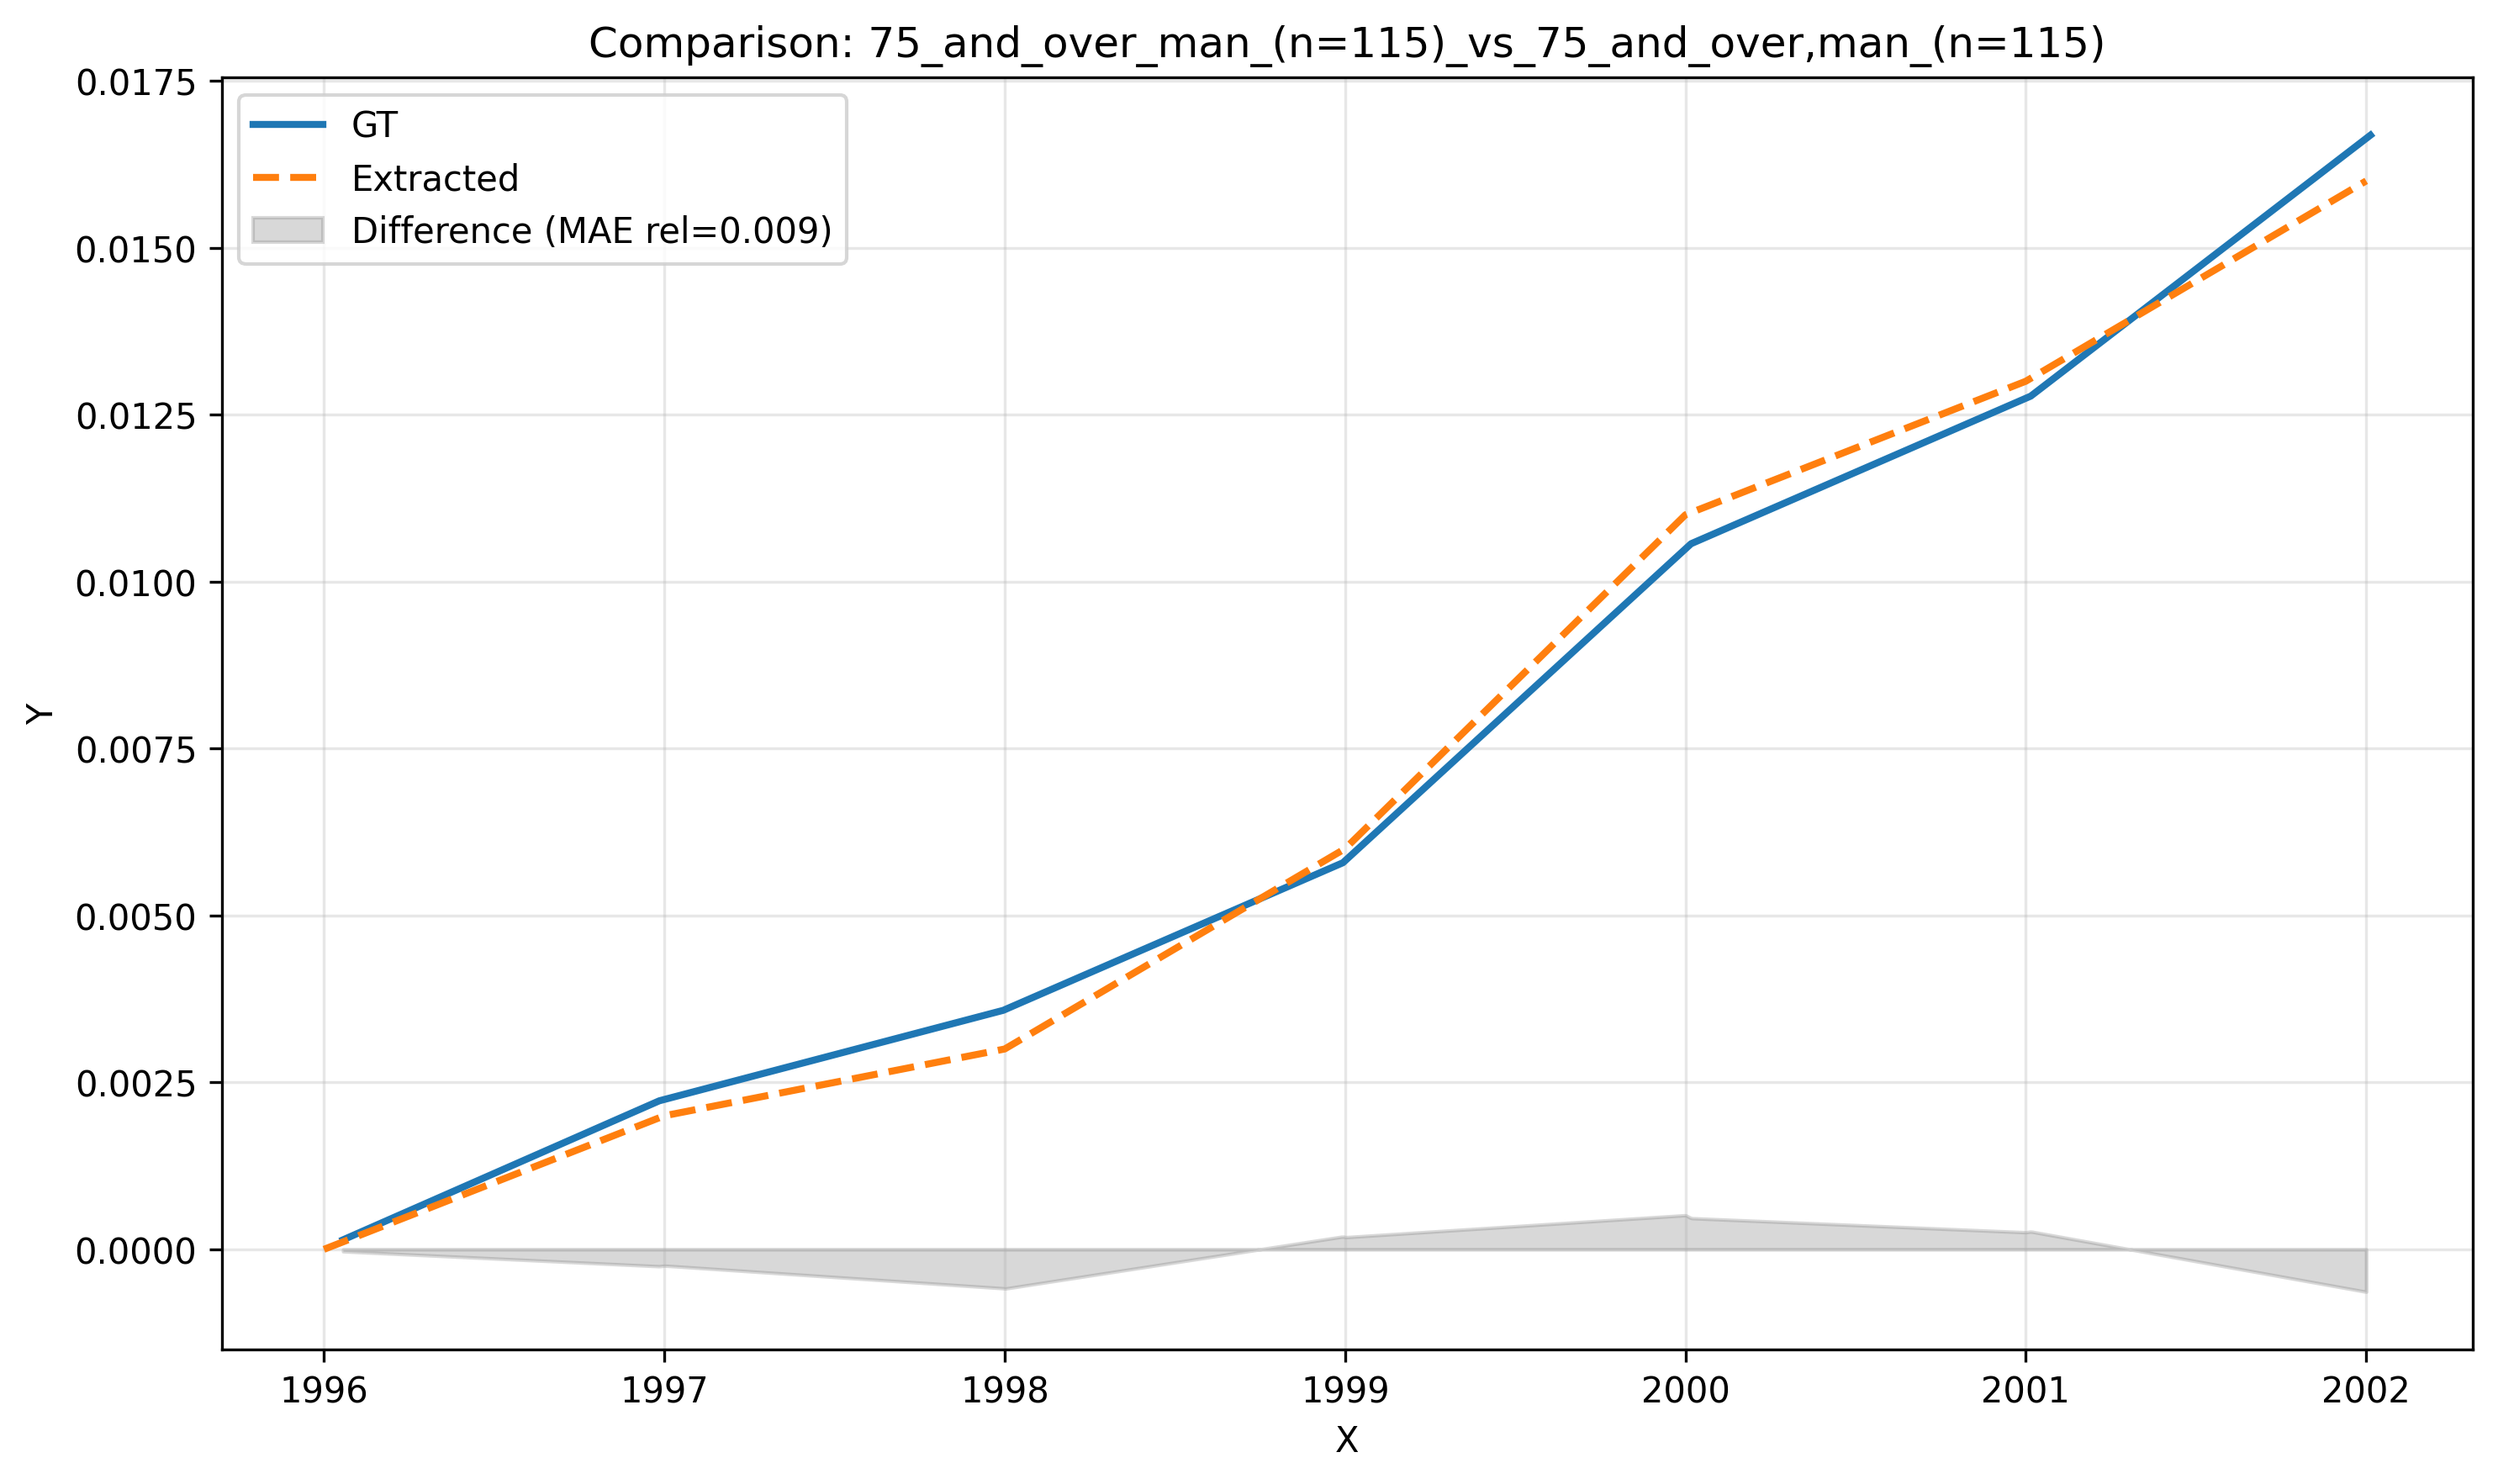 Comparison: 75_and_over_man_(n=115)_vs_75_and_over,man_(n=115)
GT
Extracted
Difference (MAE rel=0.009)
0.0175
0.0150
0.0125
0.0100
0.0075
0.0050
0.0025
0.0000
Y
1996 1997 1998 1999 2000 2001 2002
X